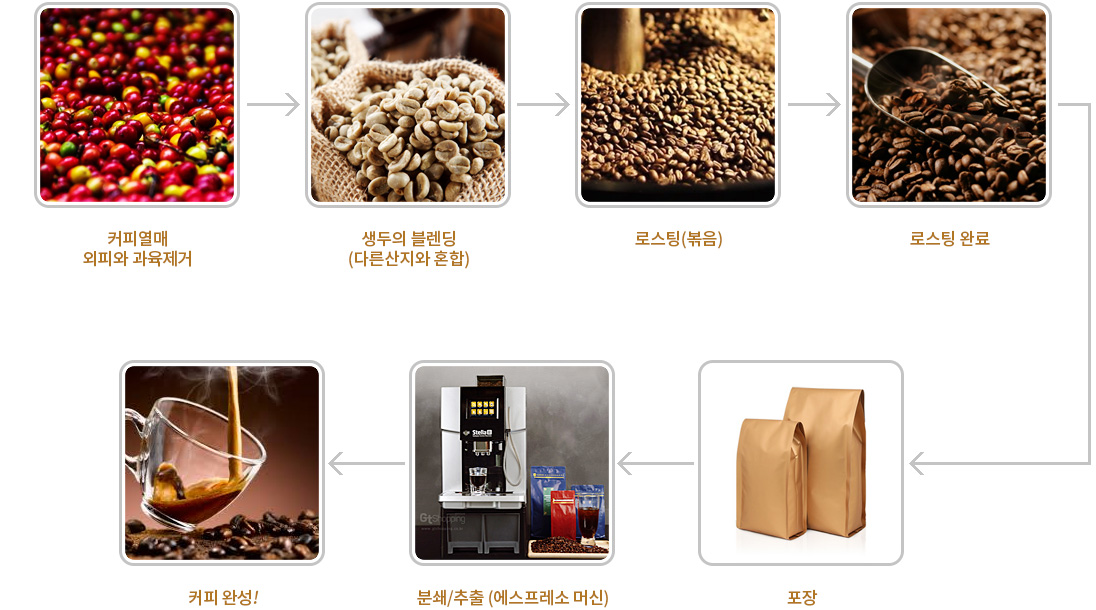 커피열매
외피와 과육제거
생두의 블렌딩
(다른산지와 혼합)
로스팅(볶음)
로스팅 완료
Stella
GtShopping
커피 완성!
분쇄/추출 (에스프레소 머신)
포장